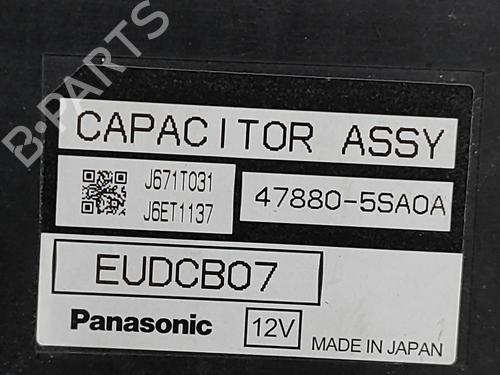 B-PARTS
CAPACITOR ASSY
J671T031
J6ET1137
47880-5SA0A
EUDCB07
Panasonic
12V
MADE IN JAPAN